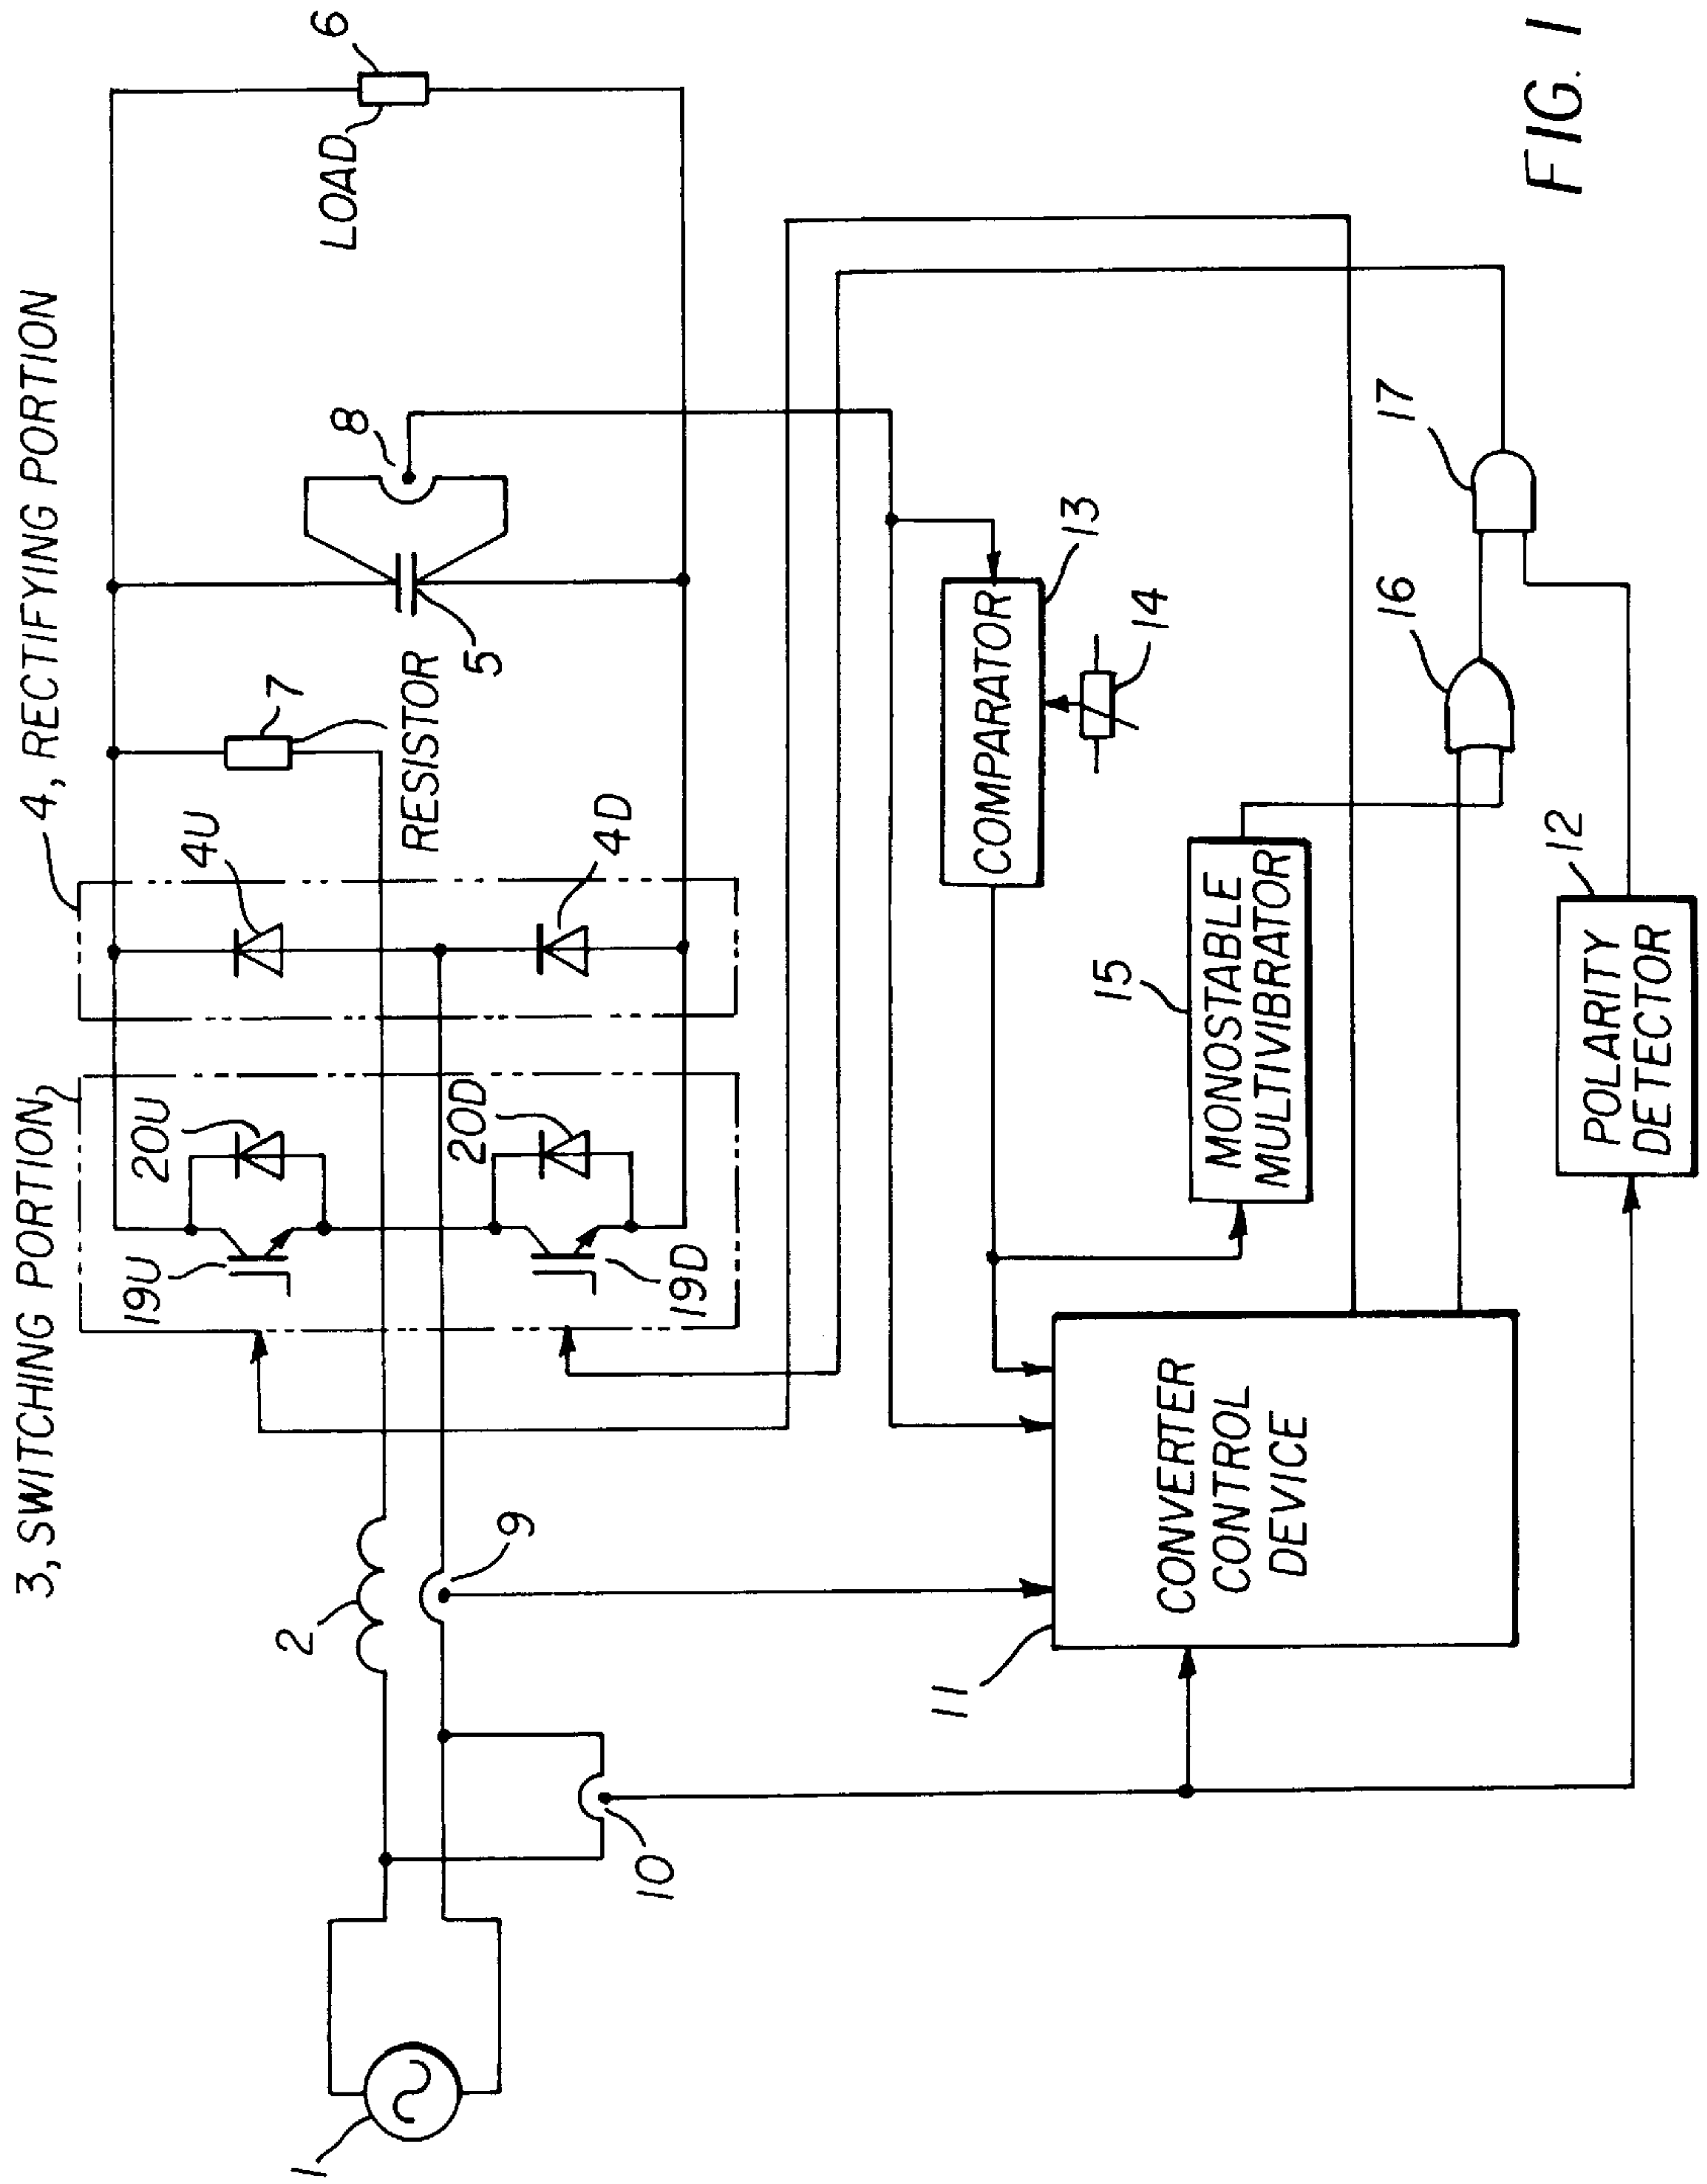 3, SWITCHING PORTION
4, RECTIFYING PORTION
1
2
9
10
19U
20U
19D
20D
4U
4D
7
RESISTOR
5
8
LOAD
6
11
CONVERTER
CONTROL
DEVICE
COMPARATOR
13
14
15
MONOSTABLE
MULTIVIBRATOR
16
17
12
POLARITY
DETECTOR
FIG. 1